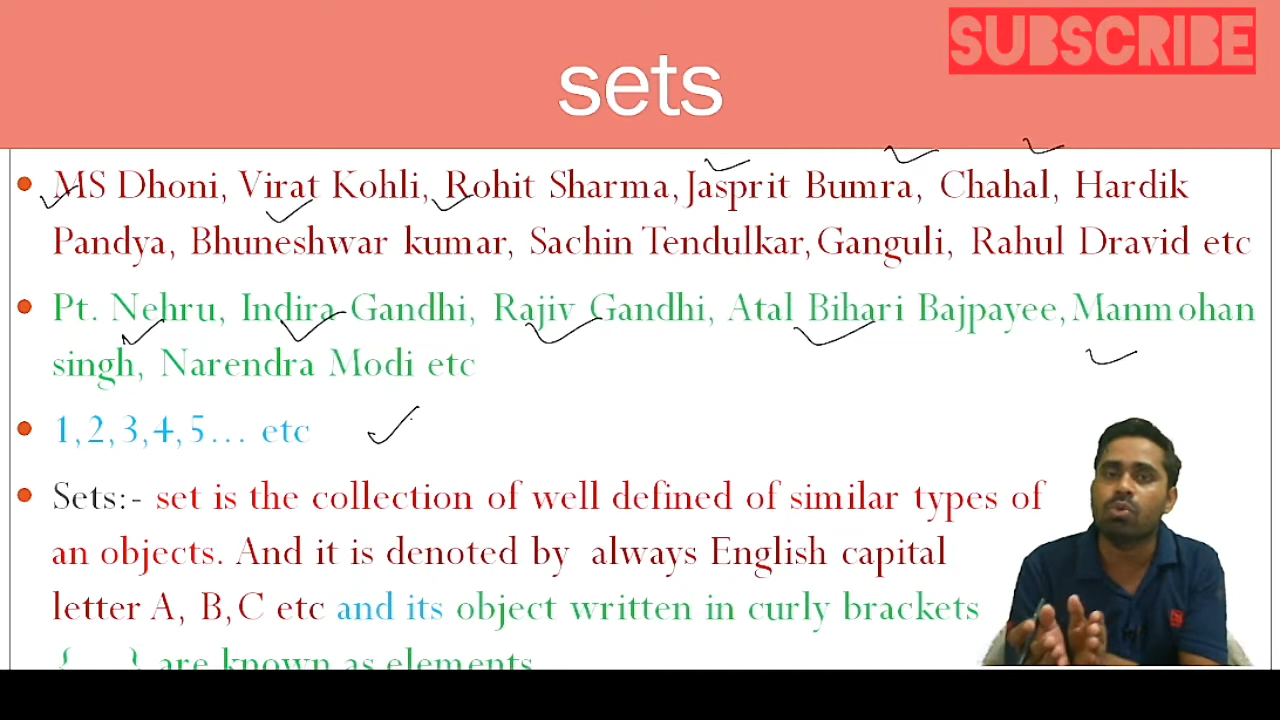 SUBSCRIBE
sets
MS Dhoni, Virat Kohli, Rohit Sharma, Jasprit Bumra, Chahal, Hardik
Pandya, Bhuneshwar kumar, Sachin Tendulkar, Ganguli, Rahul Dravid etc
Pt. Nehru, Indira Gandhi, Rajiv Gandhi, Atal Bihari Bajpayee, Manmohan
singh, Narendra Modi etc
1,2,3,4,5... etc
Sets:- set is the collection of well defined of similar types of
an objects. And it is denoted by always English capital
letter A, B,C etc and its object written in curly brackets
{ } are known as elements